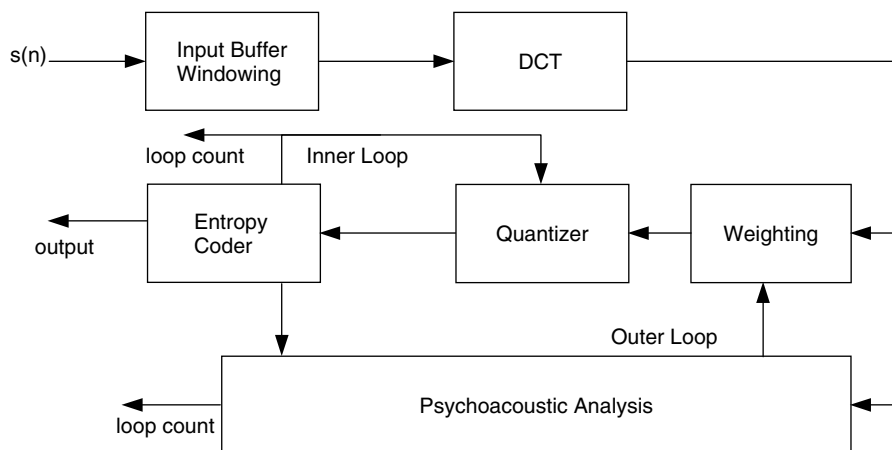 s(n)
Input Buffer
Windowing
DCT
loop count
Inner Loop
Entropy
Coder
Quantizer
Weighting
output
Outer Loop
Psychoacoustic Analysis
loop count